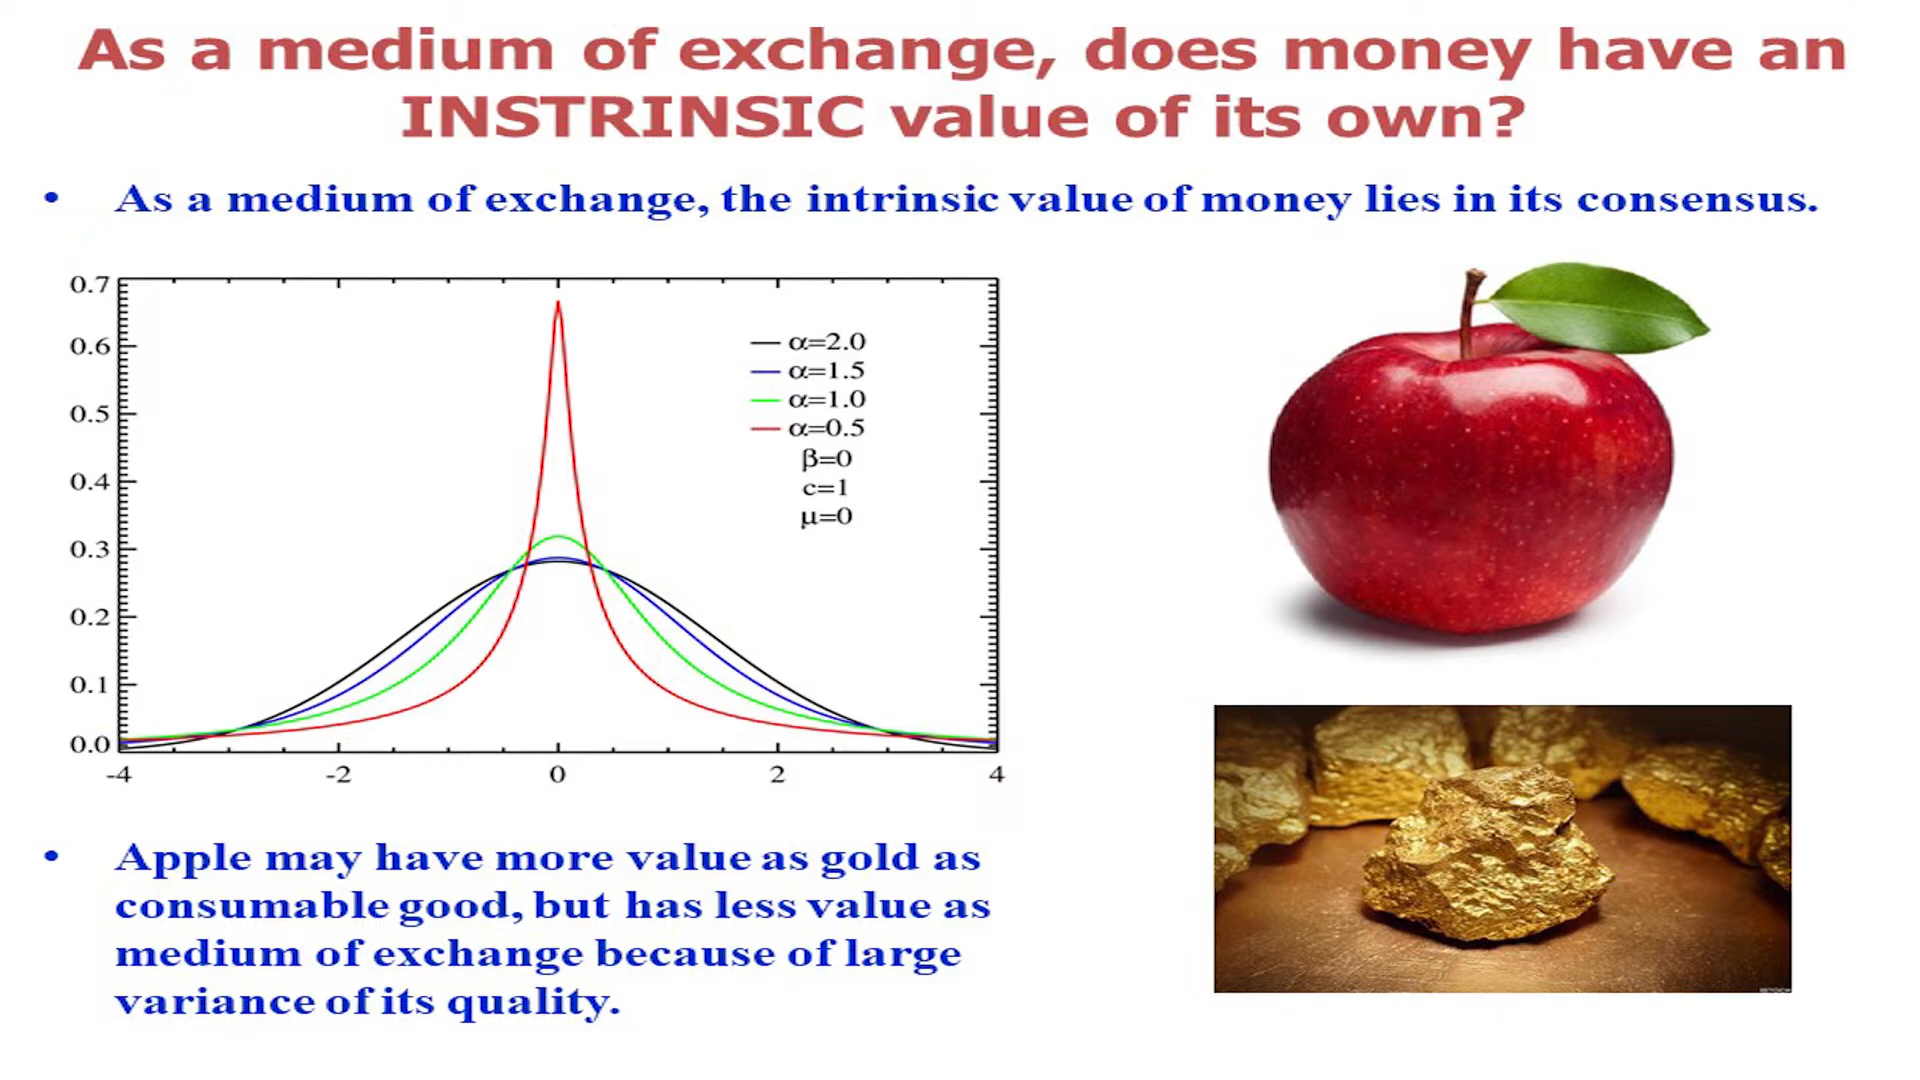 As a medium of exchange, does money have an
INSTRINSIC value of its own?
• As a medium of exchange, the intrinsic value of money lies in its consensus.
0.7
0.6
0.5
0.4
0.3
0.2
0.1
0.0
-4 -2 0 2 4
α=2.0
α=1.5
α=1.0
α=0.5
β=0
c=1
μ=0
• Apple may have more value as gold as
consumable good, but has less value as
medium of exchange because of large
variance of its quality.